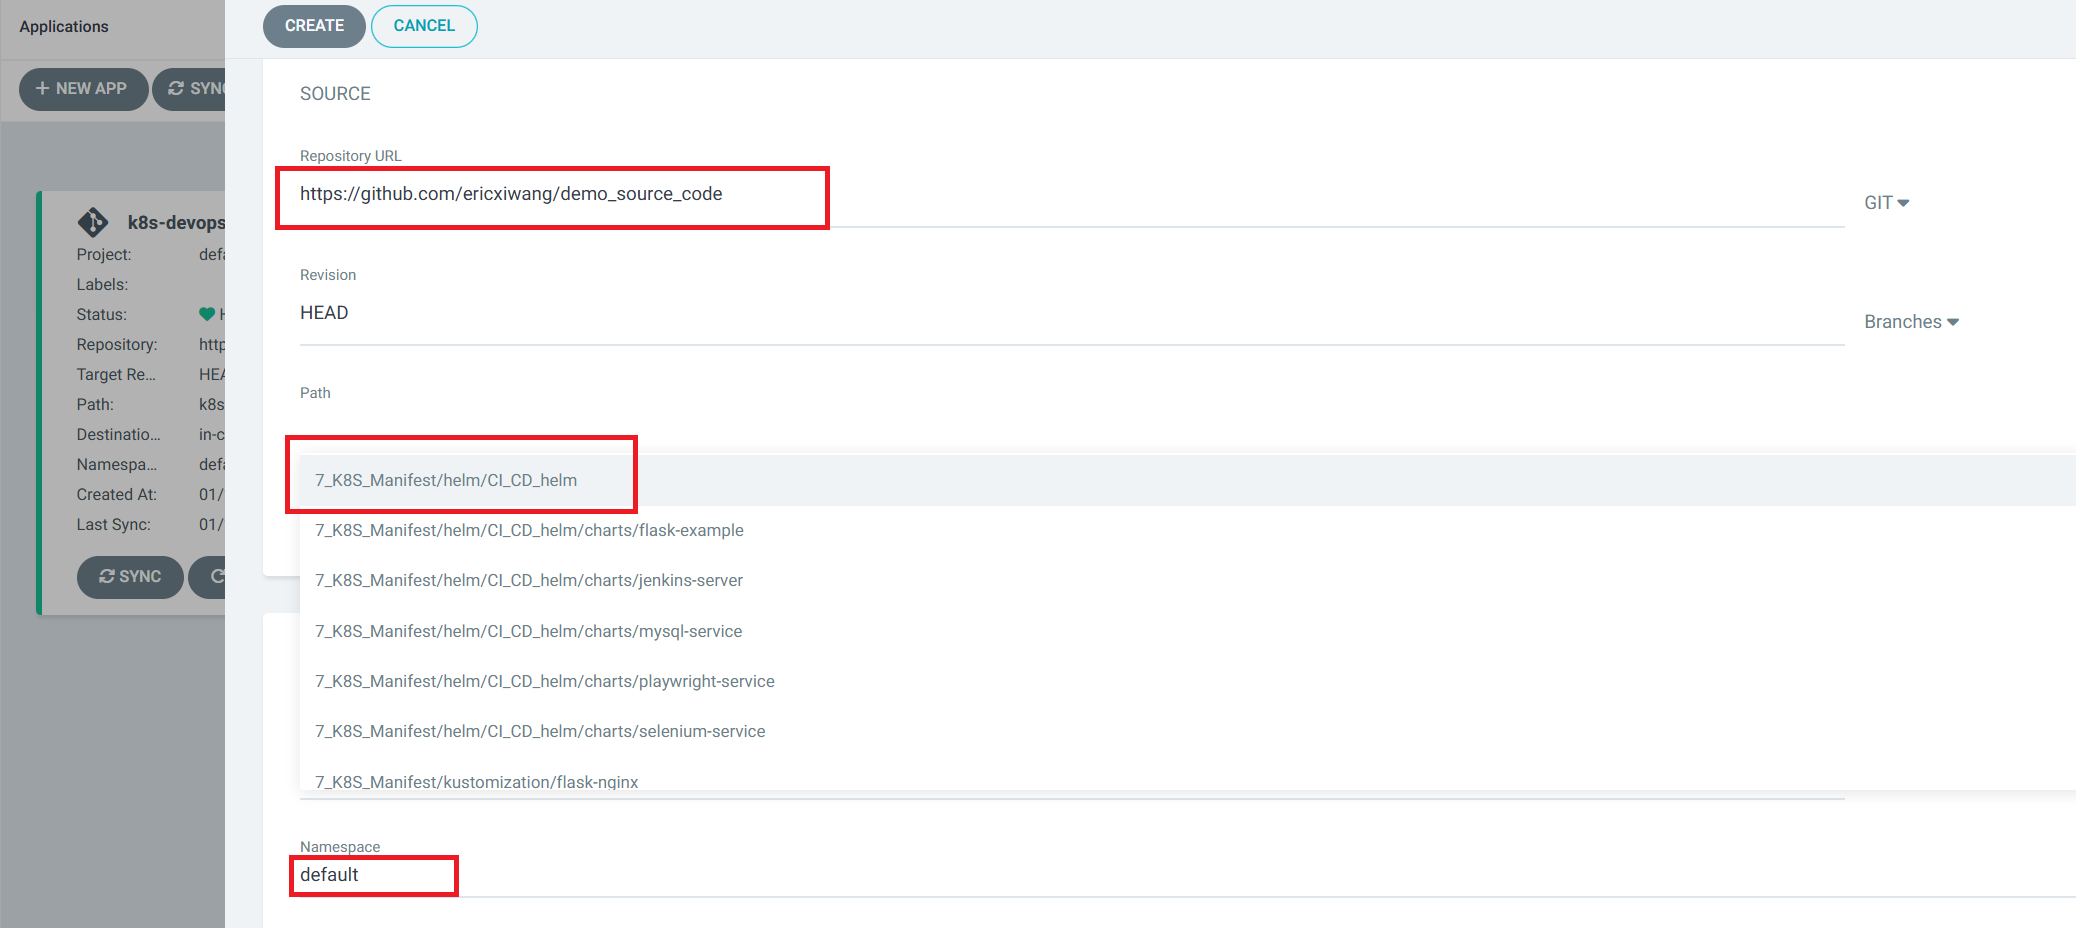 Applications
CREATE
CANCEL
NEW APP
SYNC
SOURCE
Repository URL
https://github.com/ericxiwang/demo_source_code
GIT
Revision
HEAD
Branches
Path
7_K8S_Manifest/helm/CI_CD_helm
7_K8S_Manifest/helm/CI_CD_helm/charts/flask-example
7_K8S_Manifest/helm/CI_CD_helm/charts/jenkins-server
7_K8S_Manifest/helm/CI_CD_helm/charts/mysql-service
7_K8S_Manifest/helm/CI_CD_helm/charts/playwright-service
7_K8S_Manifest/helm/CI_CD_helm/charts/selenium-service
7_K8S_Manifest/kustomization/flask-nginx
Namespace
default
k8s-devops
Project: defa
Labels:
Status: H
Repository: http
Target Re... HEA
Path: k8s
Destinatio... in-c
Namespa... defa
Created At: 01/
Last Sync: 01/
SYNC